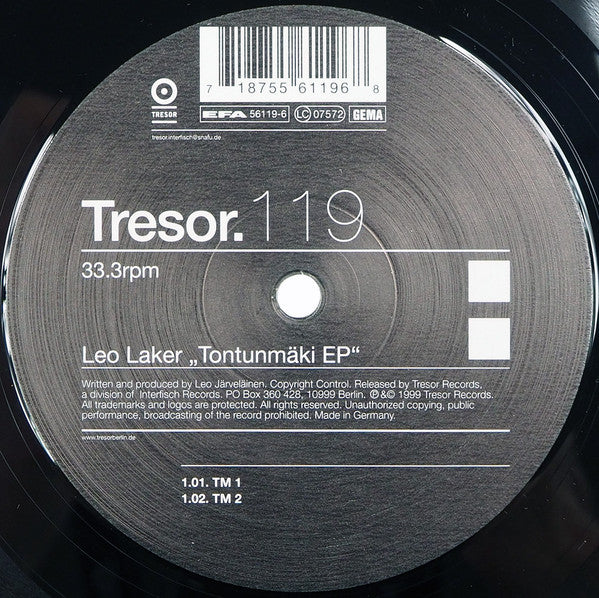 7 18755 61196 8
TRESOR
EFA 56119-6 LC 07572 GEMA
tresor.interfisch@snafu.de
Tresor.119
33.3rpm
Leo Laker „Tontunmäki EP“
Written and produced by Leo Järveläinen. Copyright Control. Released by Tresor Records,
a division of Interfisch Records. PO Box 360 428, 10999 Berlin. ℗&© 1999 Tresor Records.
All trademarks and logos are protected. All rights reserved. Unauthorized copying, public
performance, broadcasting of the record prohibited. Made in Germany.
www.tresorberlin.de
1.01. TM 1
1.02. TM 2